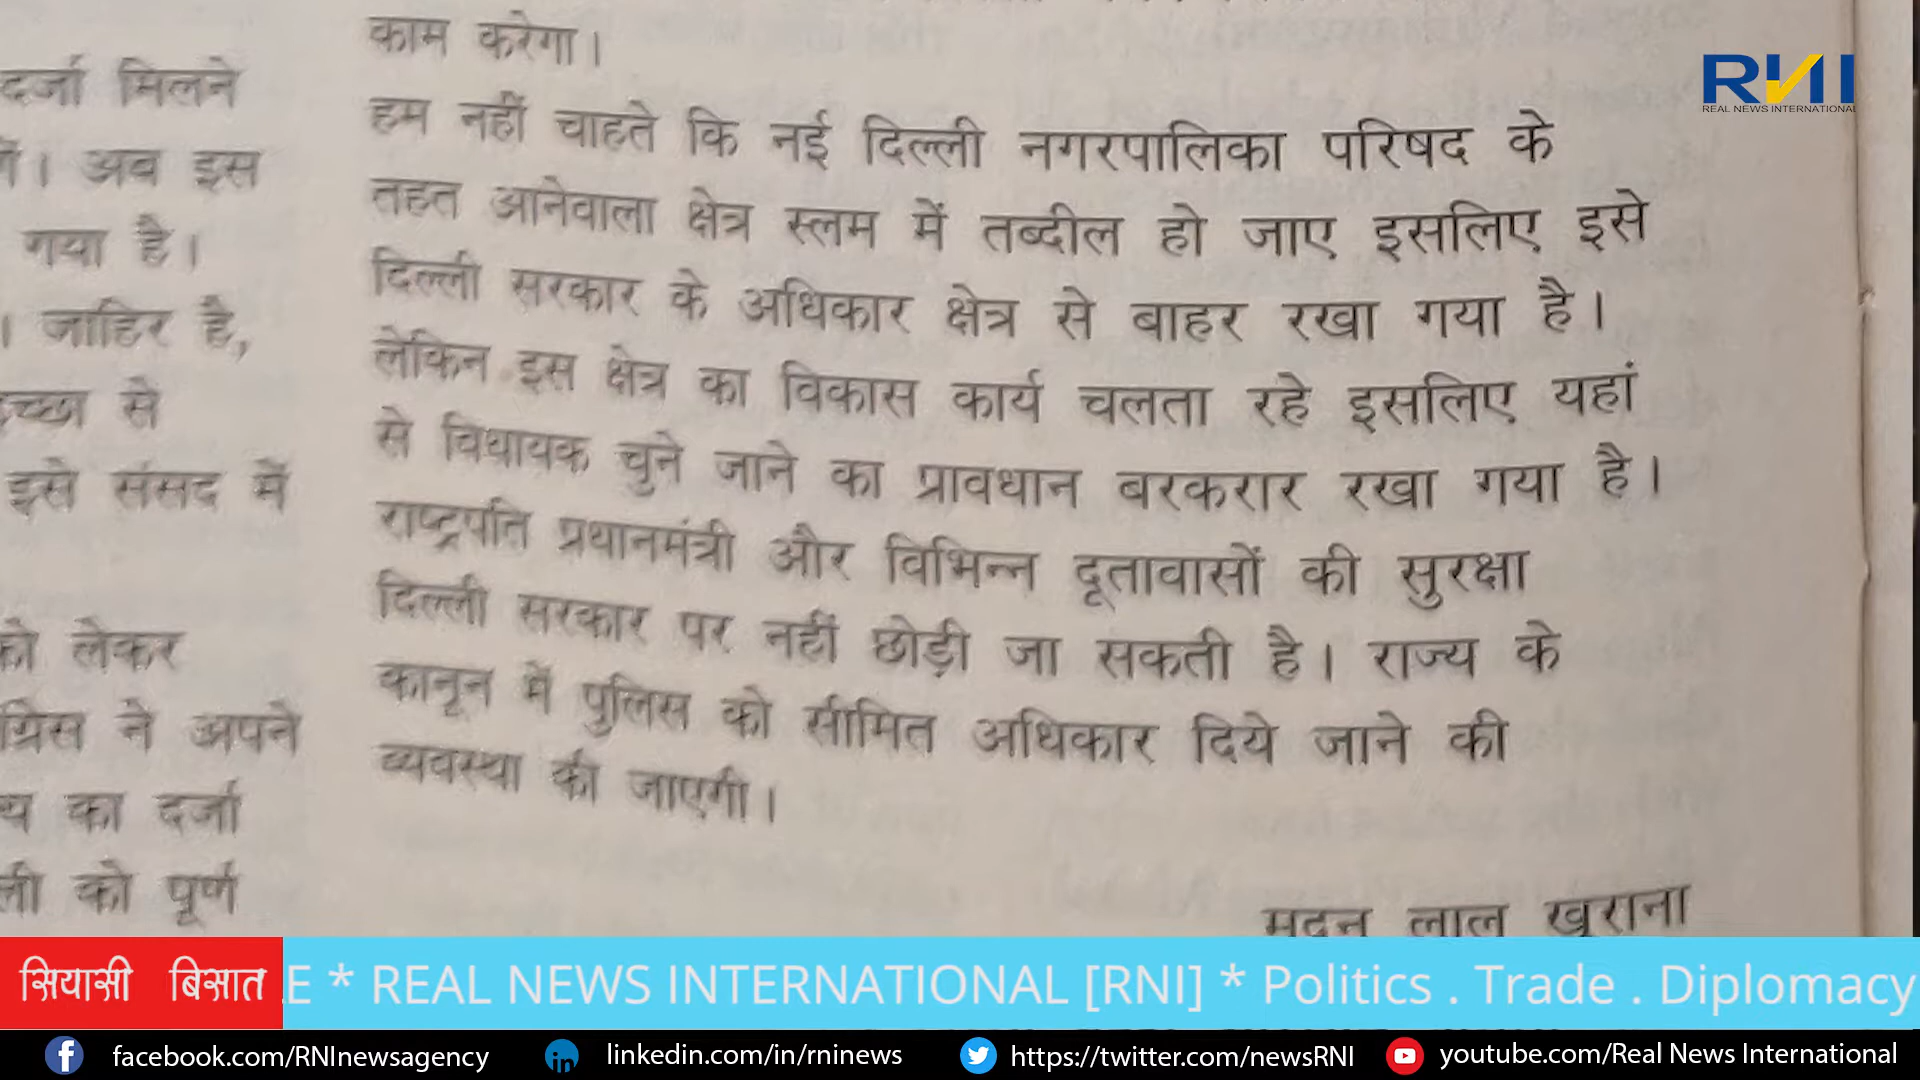 दर्जा मिलने
। अब इस
गया है।
। जाहिर है,
से
इसे संसद में
को लेकर
ने अपने
का दर्जा
को पूर्ण
काम करेगा।
हम नहीं चाहते कि नई दिल्ली नगरपालिका परिषद के
तहत आनेवाला क्षेत्र स्लम में तब्दील हो जाए इसलिए इसे
दिल्ली सरकार के अधिकार क्षेत्र से बाहर रखा गया है।
लेकिन इस क्षेत्र का विकास कार्य चलता रहे इसलिए यहां
से विधायक चुने जाने का प्रावधान बरकरार रखा गया है।
राष्ट्रपति प्रधानमंत्री और विभिन्न दूतावासों की सुरक्षा
दिल्ली सरकार पर नहीं छोड़ी जा सकती है। राज्य के
कानून में पुलिस को सीमित अधिकार दिये जाने की
व्यवस्था की जाएगी।
मदन लाल खुराना
RNI
REAL NEWS INTERNATIONAL
सियासी बिसात
E * REAL NEWS INTERNATIONAL [RNI] * Politics . Trade . Diplomacy
facebook.com/RNInewsagency
linkedin.com/in/rninews
https://twitter.com/newsRNI
youtube.com/Real News International